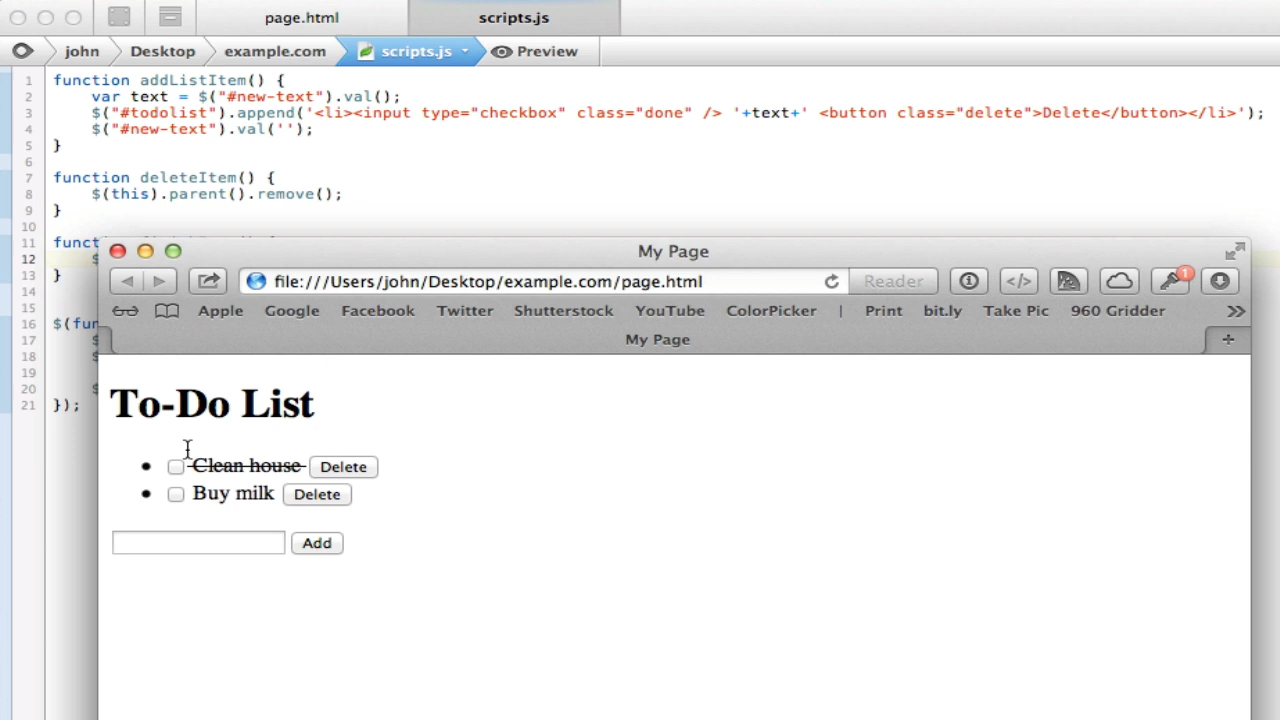 page.html
scripts.js
john Desktop example.com scripts.js Preview
1 function addListItem() {
2 var text = $("#new-text").val();
3 $("#todolist").append('<li><input type="checkbox" class="done" /> '+text+' <button class="delete">Delete</button></li>');
4 $("#new-text").val('');
5 }
6
7 function deleteItem() {
8 $(this).parent().remove();
9 }
10
11 funct
12 $
13 }
14
15
16 $(fun
17 $
18 $
19
20 $
21 });
My Page
file:///Users/john/Desktop/example.com/page.html Reader 1
Apple Google Facebook Twitter Shutterstock YouTube ColorPicker | Print bit.ly Take Pic 960 Gridder >>
My Page +
To-Do List
• Clean house Delete
• Buy milk Delete
Add